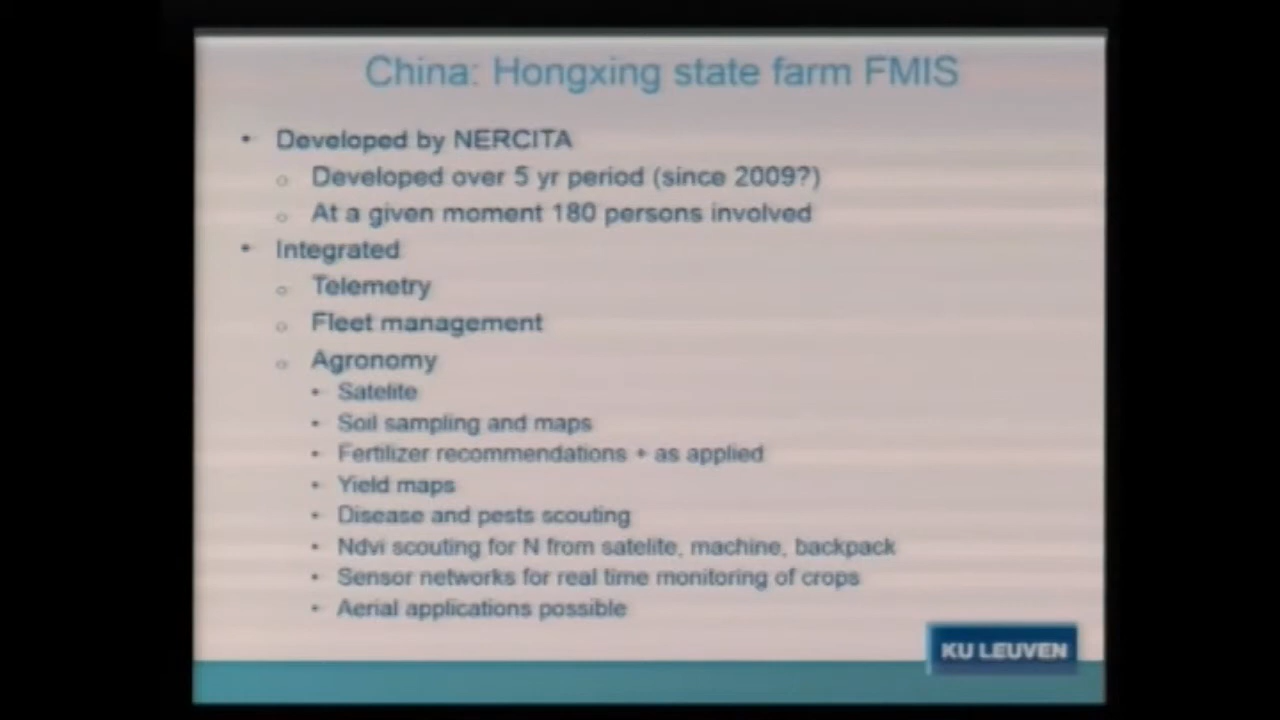 China: Hongxing state farm FMIS
• Developed by NERCITA
o Developed over 5 yr period (since 2009?)
o At a given moment 180 persons involved
• Integrated
o Telemetry
o Fleet management
o Agronomy
• Satelite
• Soil sampling and maps
• Fertilizer recommendations + as applied
• Yield maps
• Disease and pests scouting
• Ndvi scouting for N from satelite, machine, backpack
• Sensor networks for real time monitoring of crops
• Aerial applications possible
KU LEUVEN